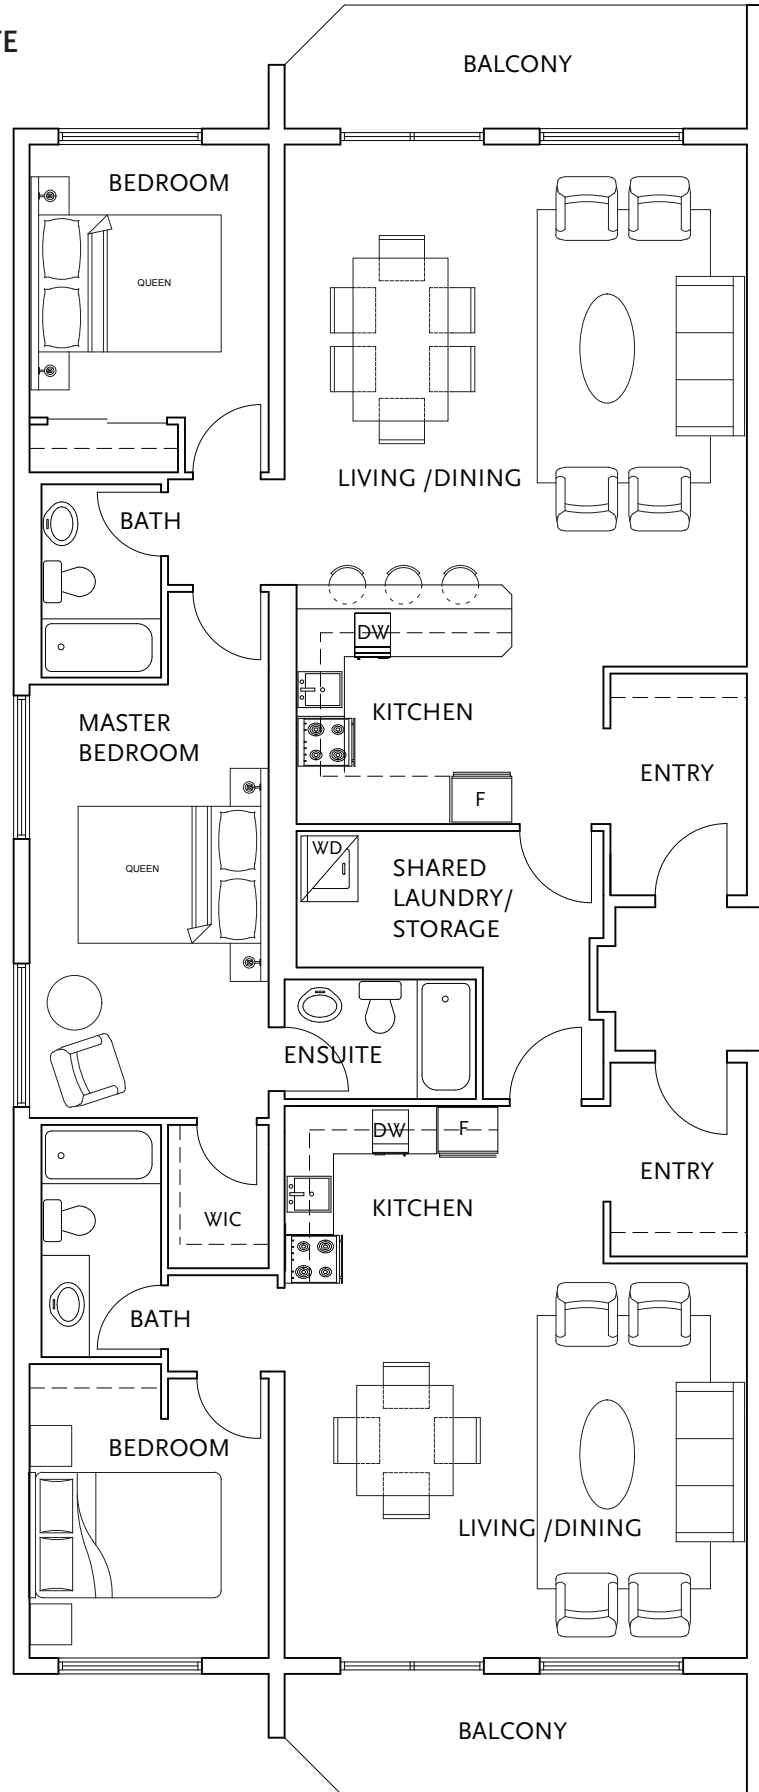 TE
BALCONY
BEDROOM
QUEEN
LIVING /DINING
BATH
DW
KITCHEN
MASTER
BEDROOM
ENTRY
F
QUEEN
WD
SHARED
LAUNDRY/
STORAGE
ENSUITE
DW
F
ENTRY
KITCHEN
WIC
BATH
BEDROOM
LIVING /DINING
BALCONY